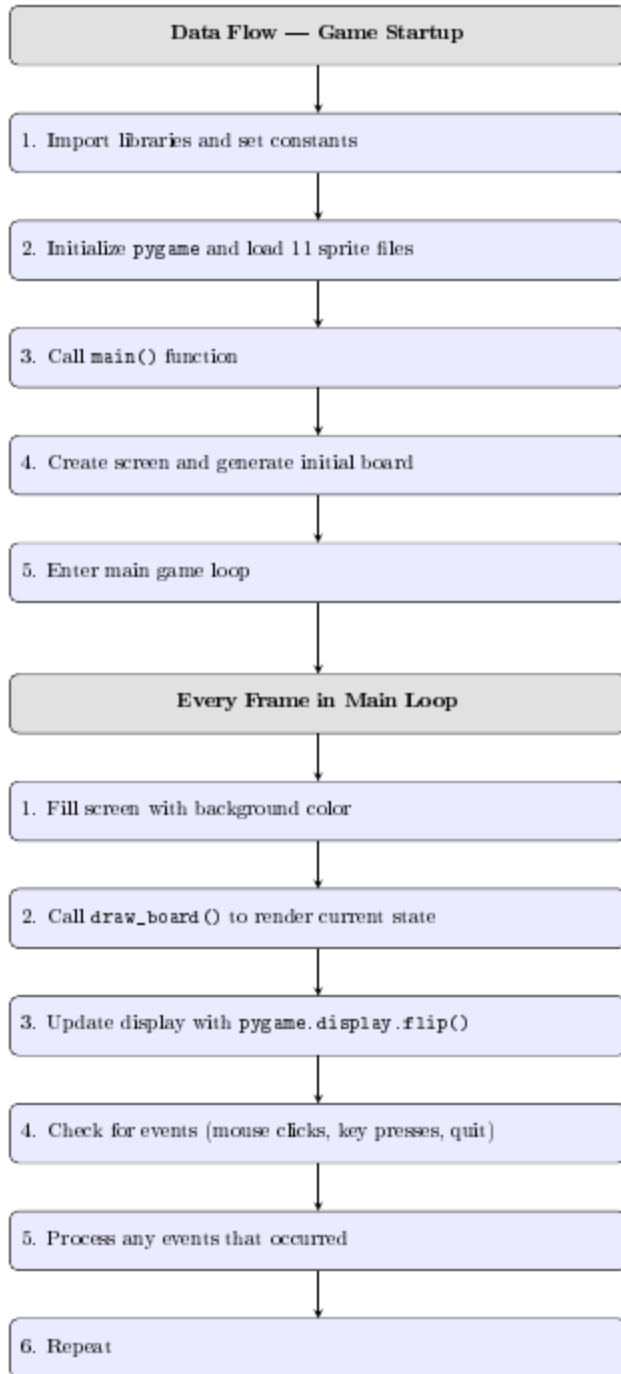 Data Flow — Game Startup
1. Import libraries and set constants
2. Initialize pygame and load 11 sprite files
3. Call main() function
4. Create screen and generate initial board
5. Enter main game loop
Every Frame in Main Loop
1. Fill screen with background color
2. Call draw_board() to render current state
3. Update display with pygame.display.flip()
4. Check for events (mouse clicks, key presses, quit)
5. Process any events that occurred
6. Repeat